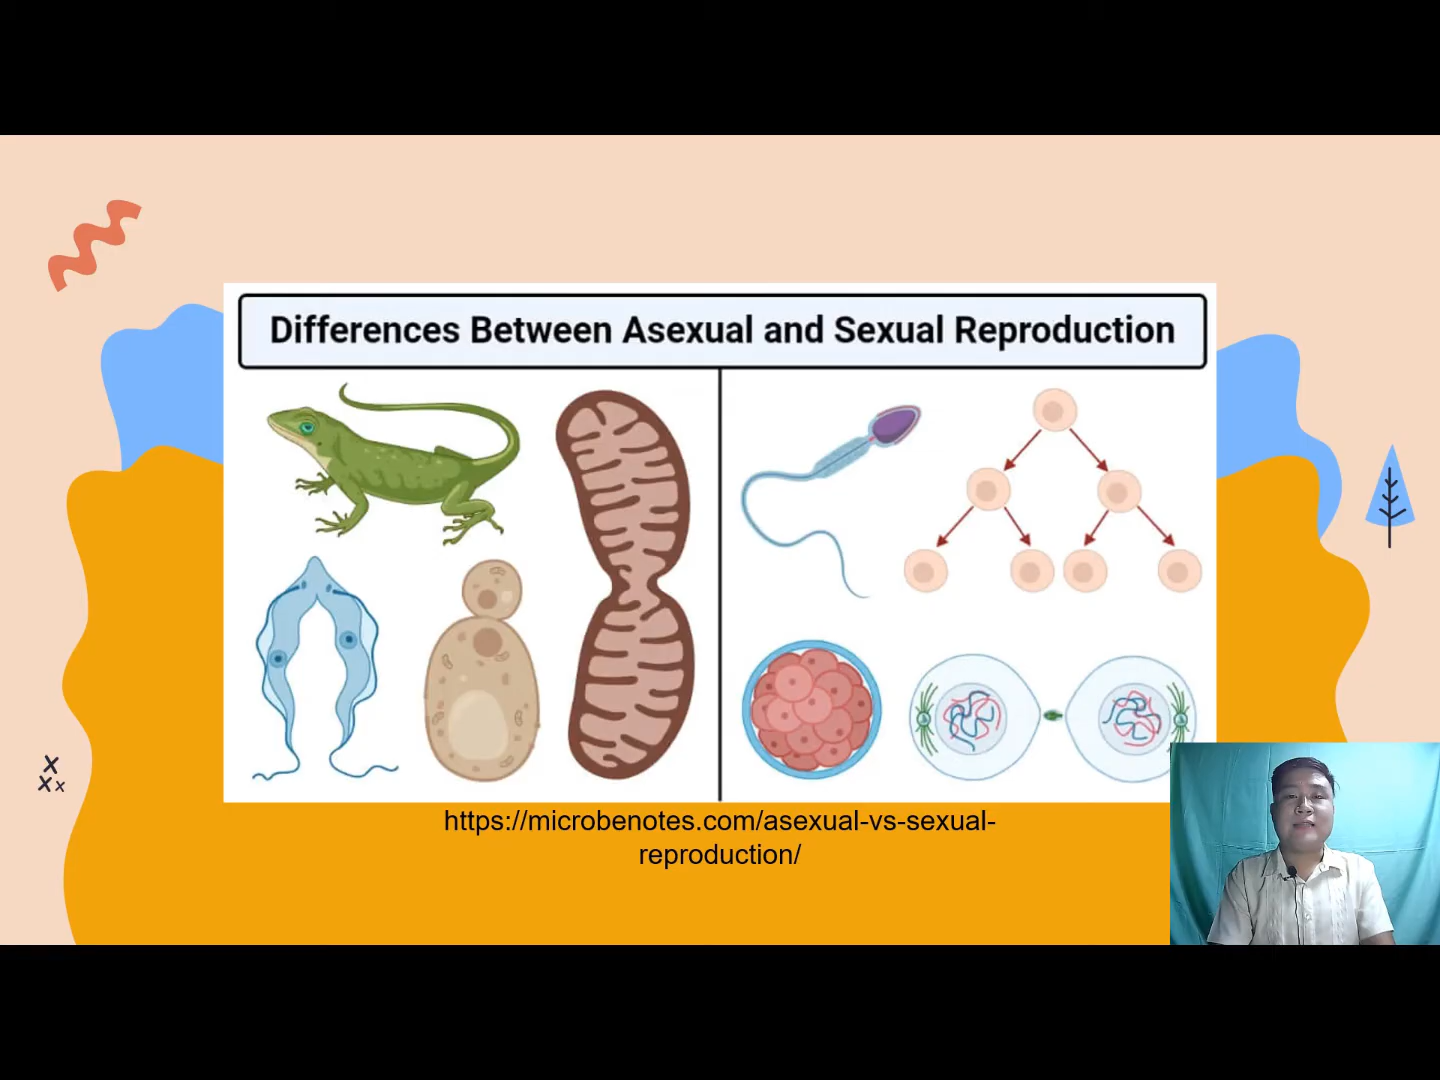 Differences Between Asexual and Sexual Reproduction
https://microbenotes.com/asexual-vs-sexual-
reproduction/